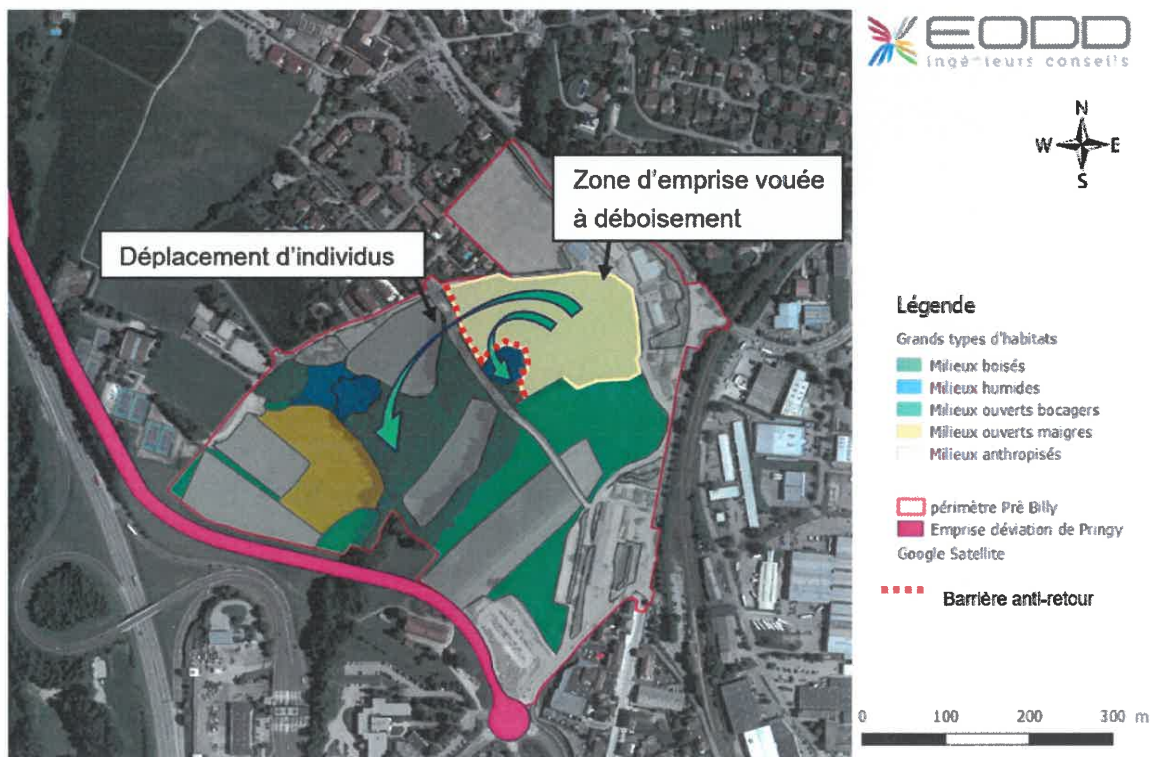 EODD
ingénieurs conseils
N
W E
S
Zone d'emprise vouée
à déboisement
Déplacement d'individus
Légende
Grands types d'habitats
Milieux boisés
Milieux humides
Milieux ouverts bocagers
Milieux ouverts maigres
Milieux anthropisés
périmètre Prè Billy
Emprise déviation de Pringy
Google Satellite
Barrière anti-retour
0 100 200 300 m